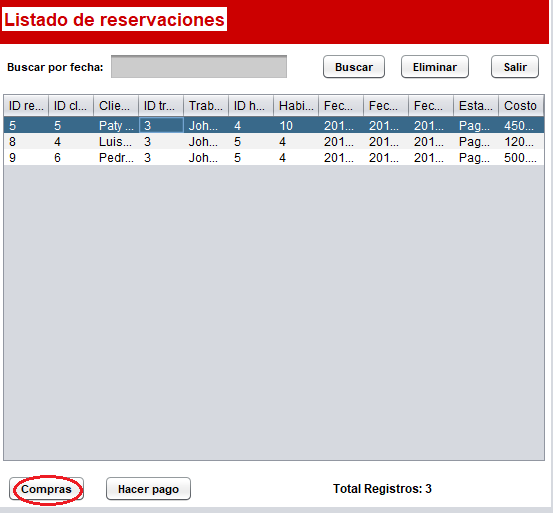 Listado de reservaciones
Buscar por fecha: Buscar Eliminar Salir
ID re... ID cl... Clie... ID tr... Trab... ID h... Habi... Fec... Fec... Fec... Esta... Costo
5 5 Paty ... 3 Joh... 4 10 201... 201... 201... Pag... 450....
8 4 Luis... 3 Joh... 5 4 201... 201... 201... Pag... 120...
9 6 Pedr... 3 Joh... 5 4 201... 201... 201... Pag... 500....
Compras Hacer pago Total Registros: 3